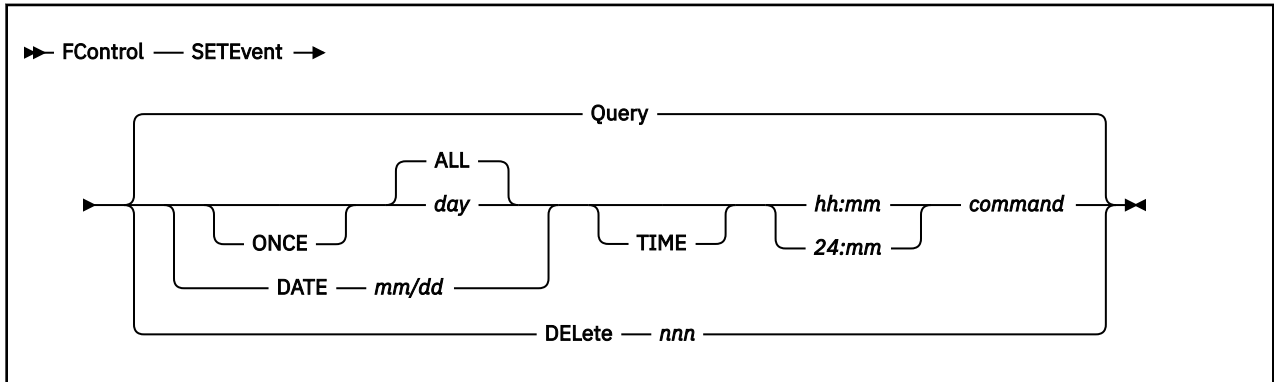 FControl SETEvent
Query
ALL
day hh:mm command
ONCE TIME 24:mm
DATE mm/dd
DELete nnn